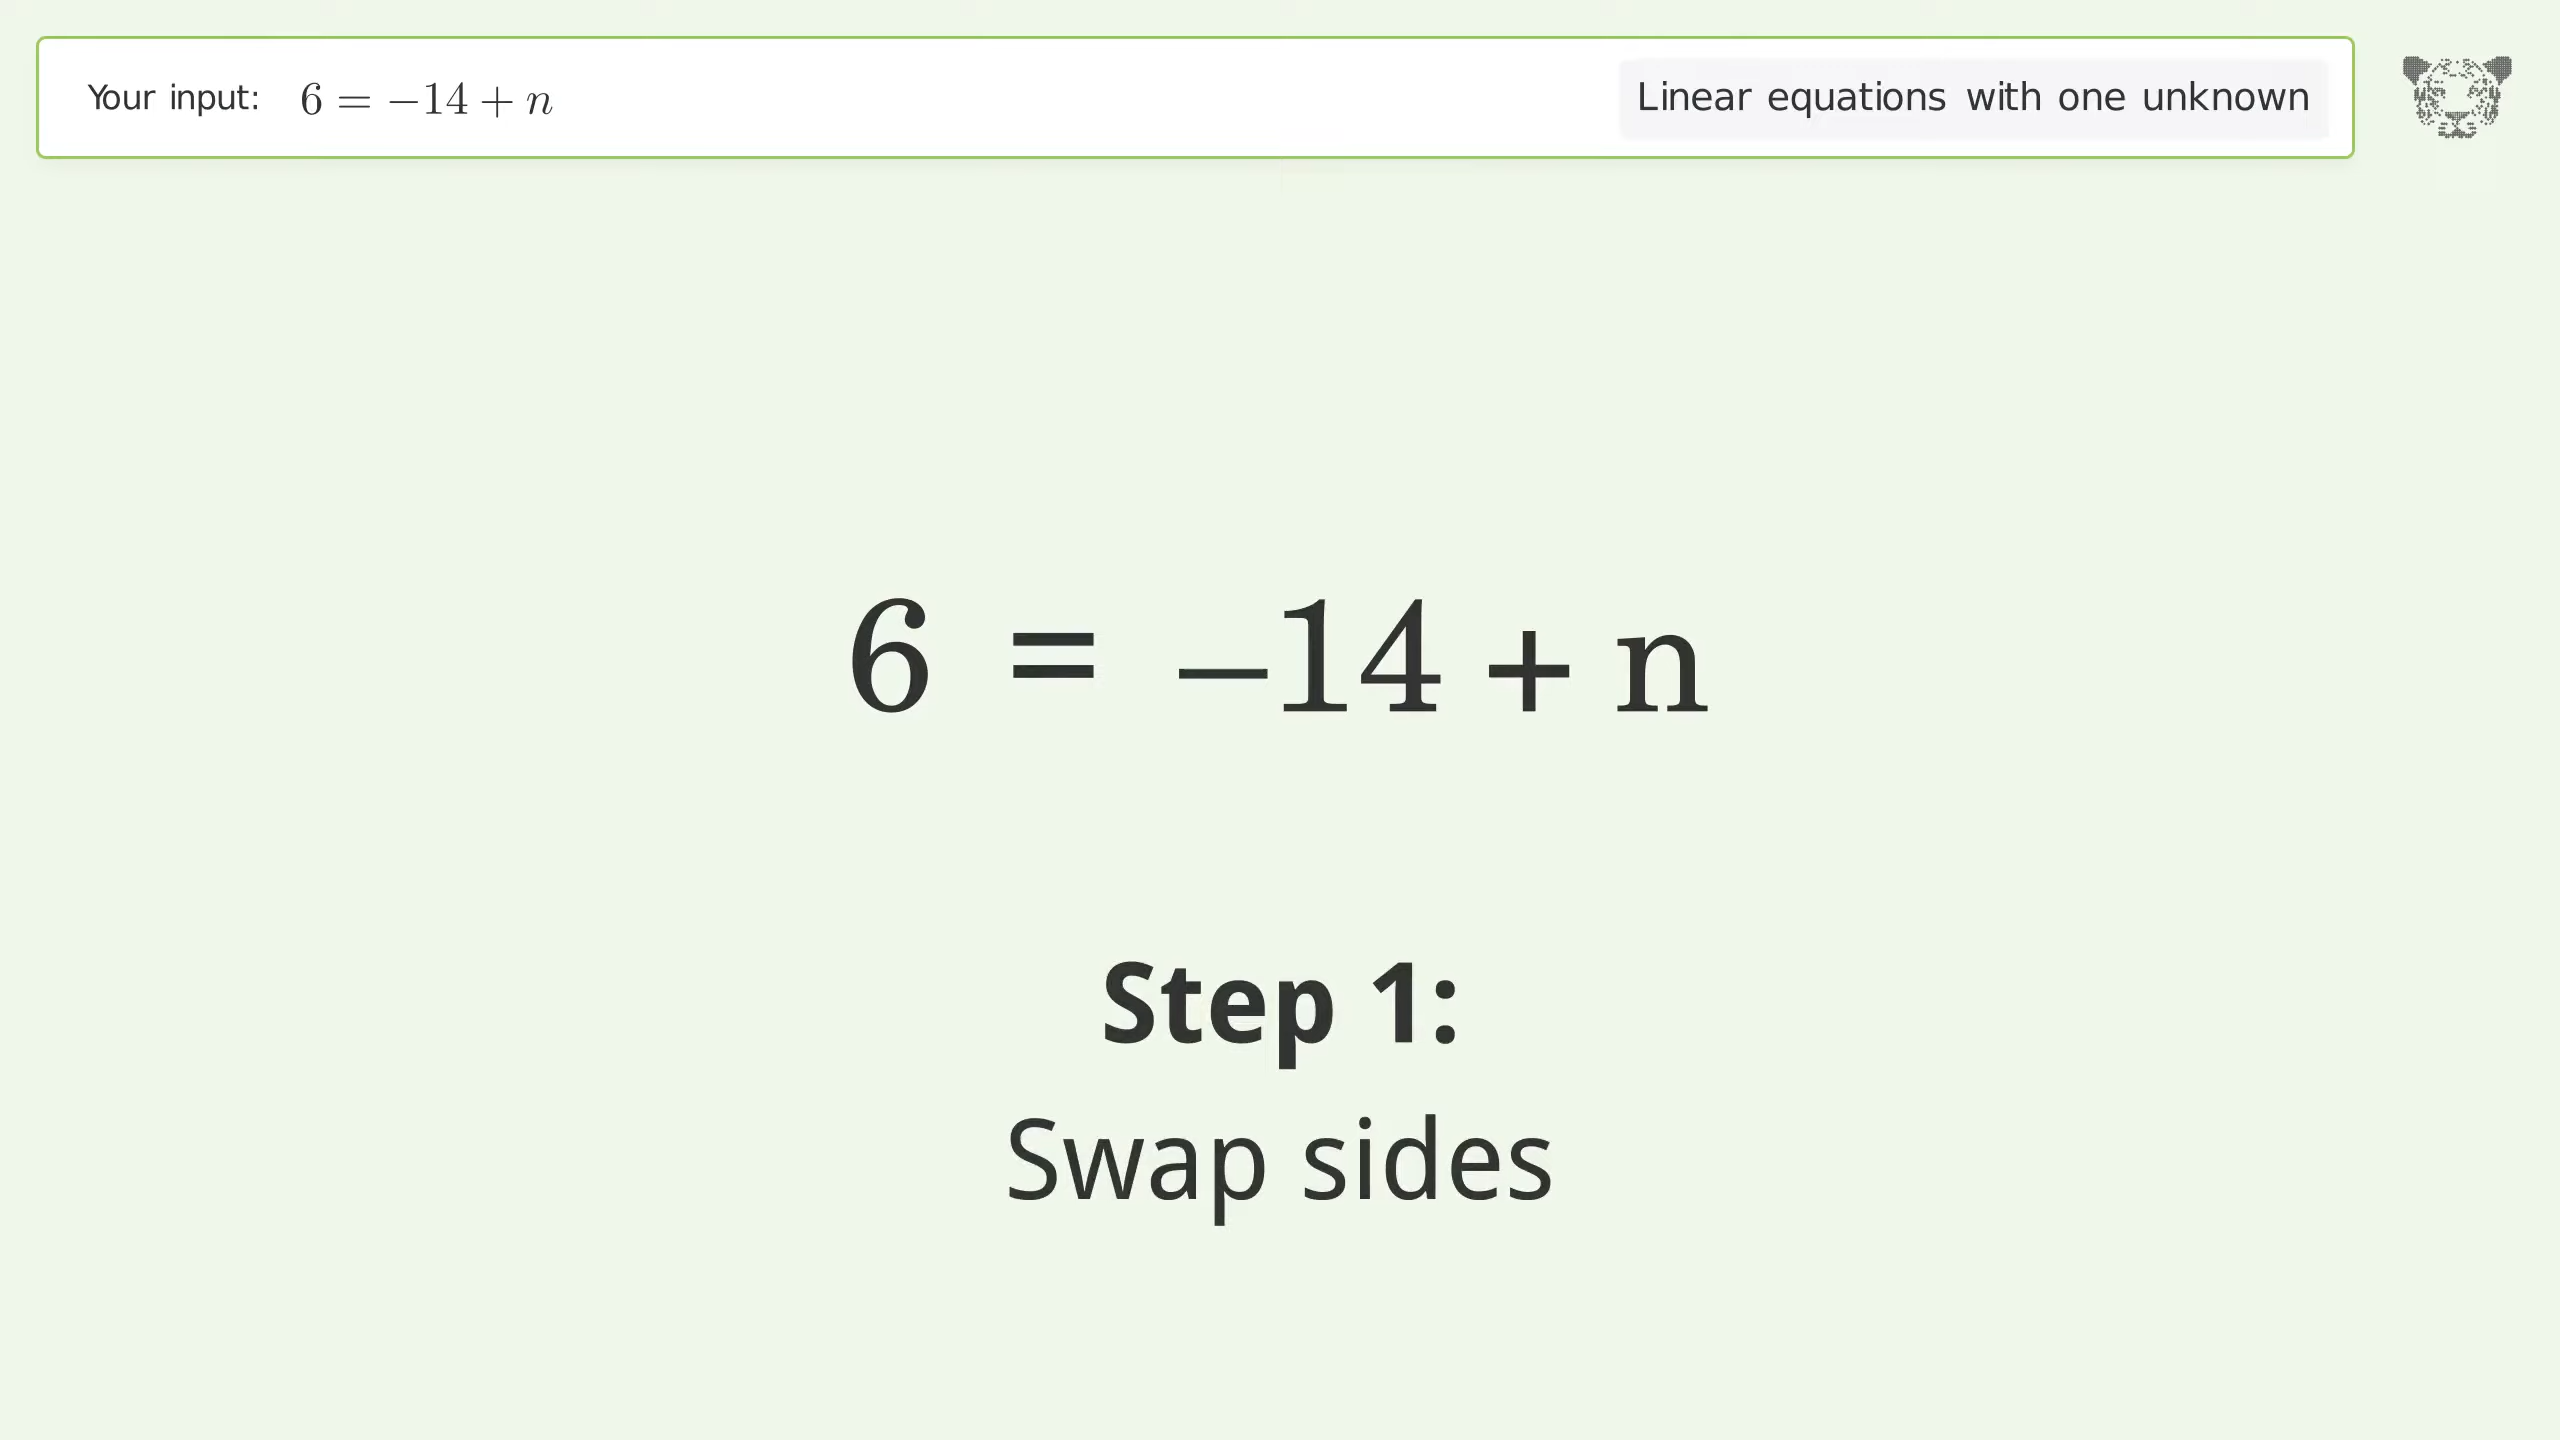 Your input: 6 = −14 + n
Linear equations with one unknown
6 = –14 + n
Step 1:
Swap sides